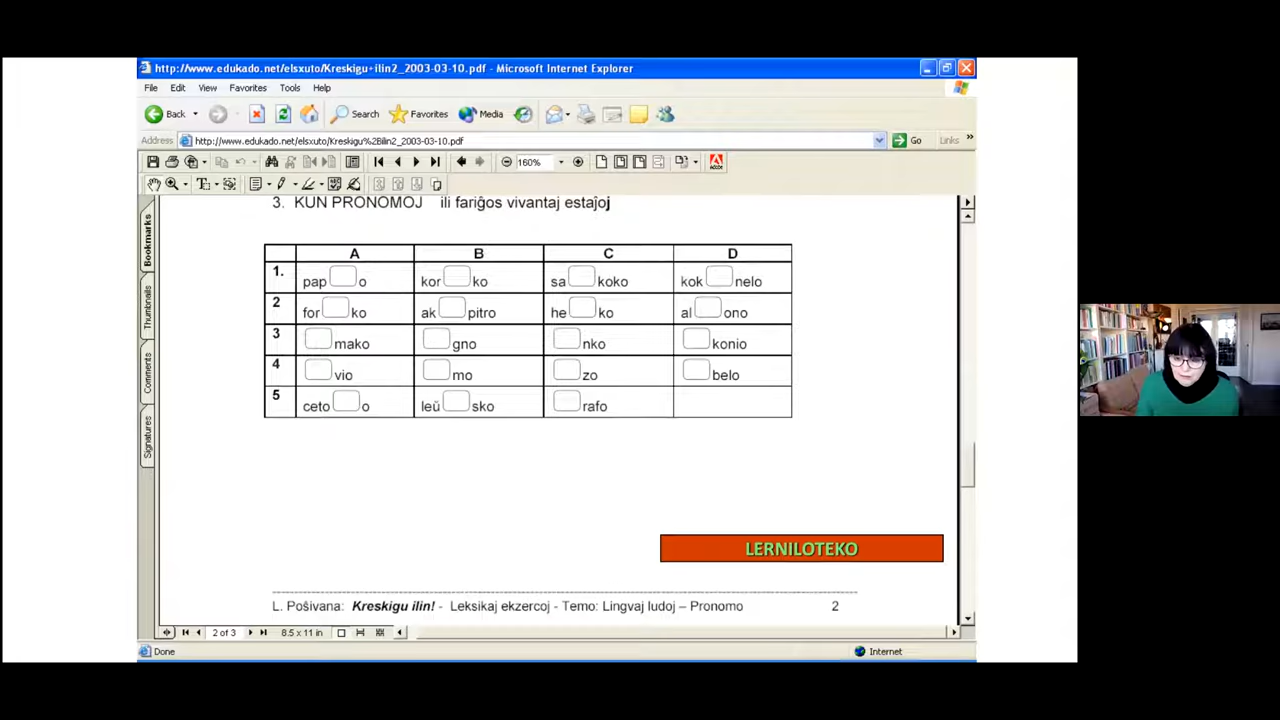 http://www.edukado.net/elsxuto/Kreskigu+ilin2_2003-03-10.pdf - Microsoft Internet Explorer
File Edit View Favorites Tools Help
Back Search Favorites Media
Address http://www.edukado.net/elsxuto/Kreskigu%2Bilin2_2003-03-10.pdf Go Links »
160%
Bookmarks
Thumbnails
Comments
Signatures
3. KUN PRONOMOJ ili fariĝos vivantaj estaĵoj
A B C D
1. pap o kor ko sa koko kok nelo
2 for ko ak pitro he ko al ono
3 mako gno nko konio
4 vio mo zo belo
5 ceto o leŭ sko rafo
LERNILOTEKO
L. Poŝivana: Kreskigu ilin! - Leksikaj ekzercoj - Temo: Lingvaj ludoj – Pronomo 2
2 of 3 8.5 x 11 in
Done Internet